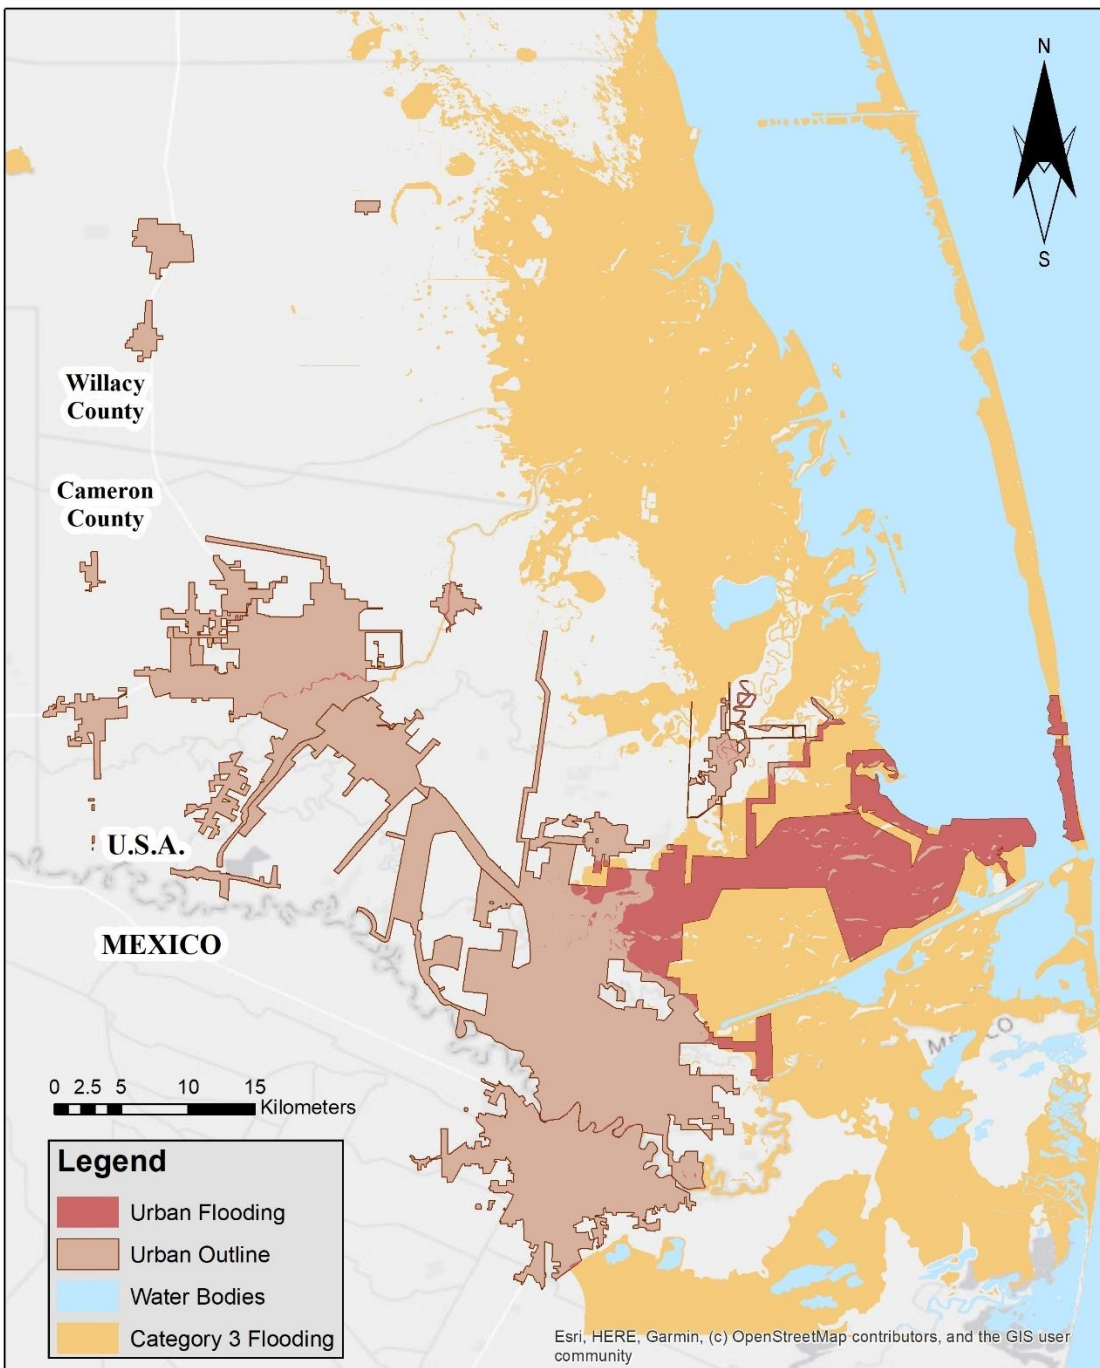 N
S
Willacy
County
Cameron
County
U.S.A.
MEXICO
0 2.5 5 10 15
Kilometers
Legend
Urban Flooding
Urban Outline
Water Bodies
Category 3 Flooding
Esri, HERE, Garmin, (c) OpenStreetMap contributors, and the GIS user
community